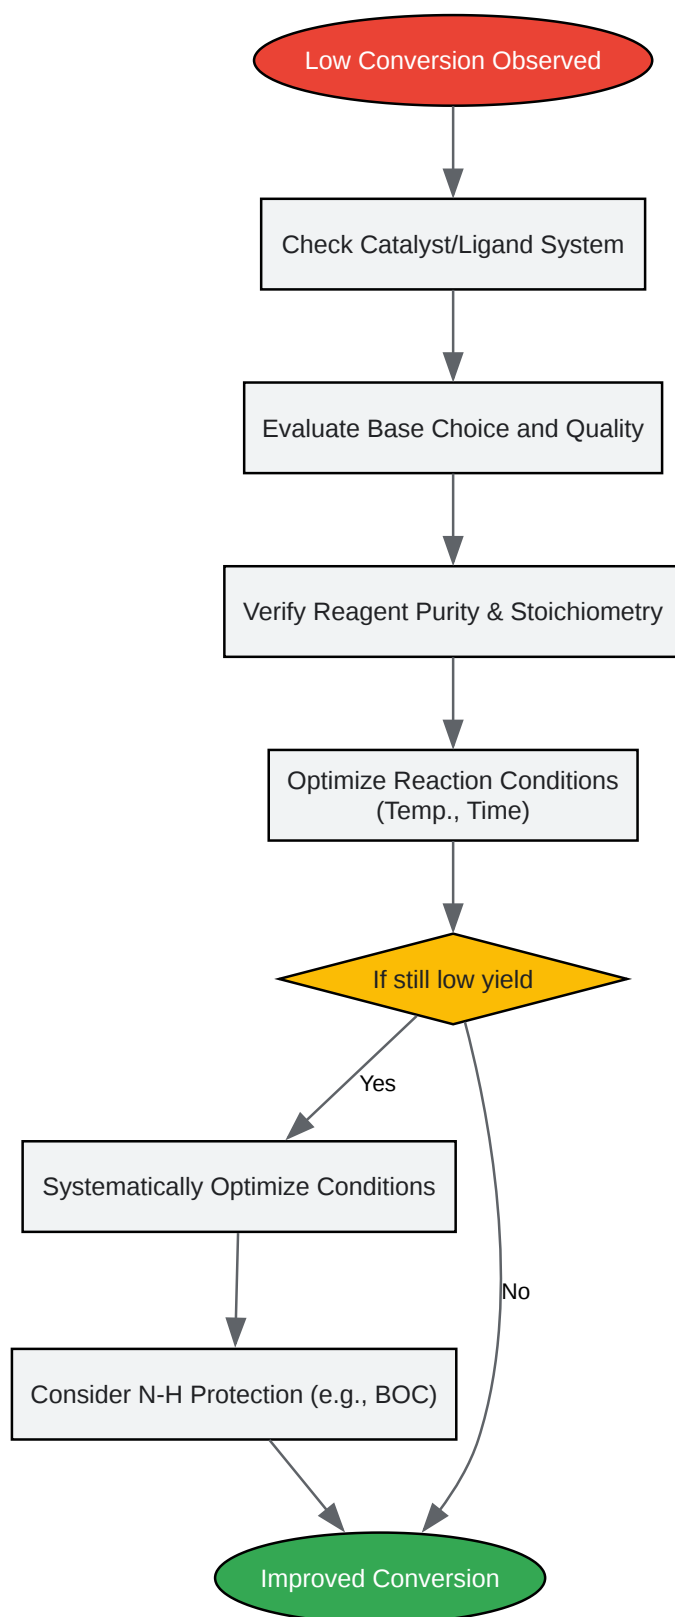 Low Conversion Observed
Check Catalyst/Ligand System
Evaluate Base Choice and Quality
Verify Reagent Purity & Stoichiometry
Optimize Reaction Conditions
(Temp., Time)
If still low yield
Yes
Systematically Optimize Conditions
No
Consider N-H Protection (e.g., BOC)
Improved Conversion